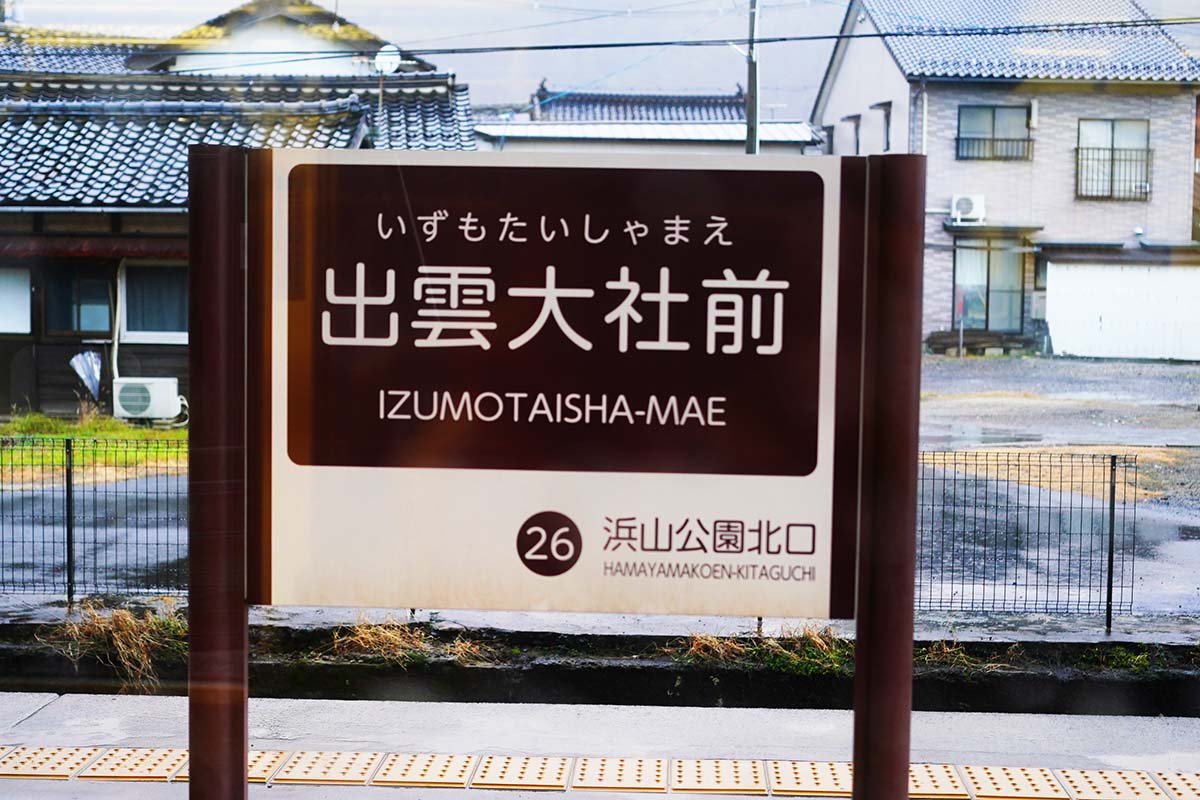 いずもたいしゃまえ
出雲大社前
IZUMOTAISHA-MAE
26 浜山公園北口
HAMAYAMAKOEN-KITAGUCHI